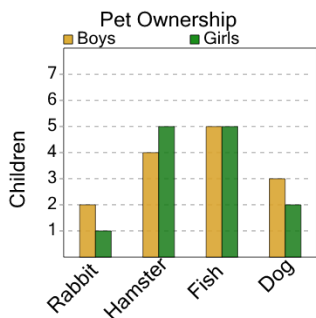 Pet Ownership
Boys Girls
Children
7
6
5
4
3
2
1
Rabbit
Hamster
Fish
Dog